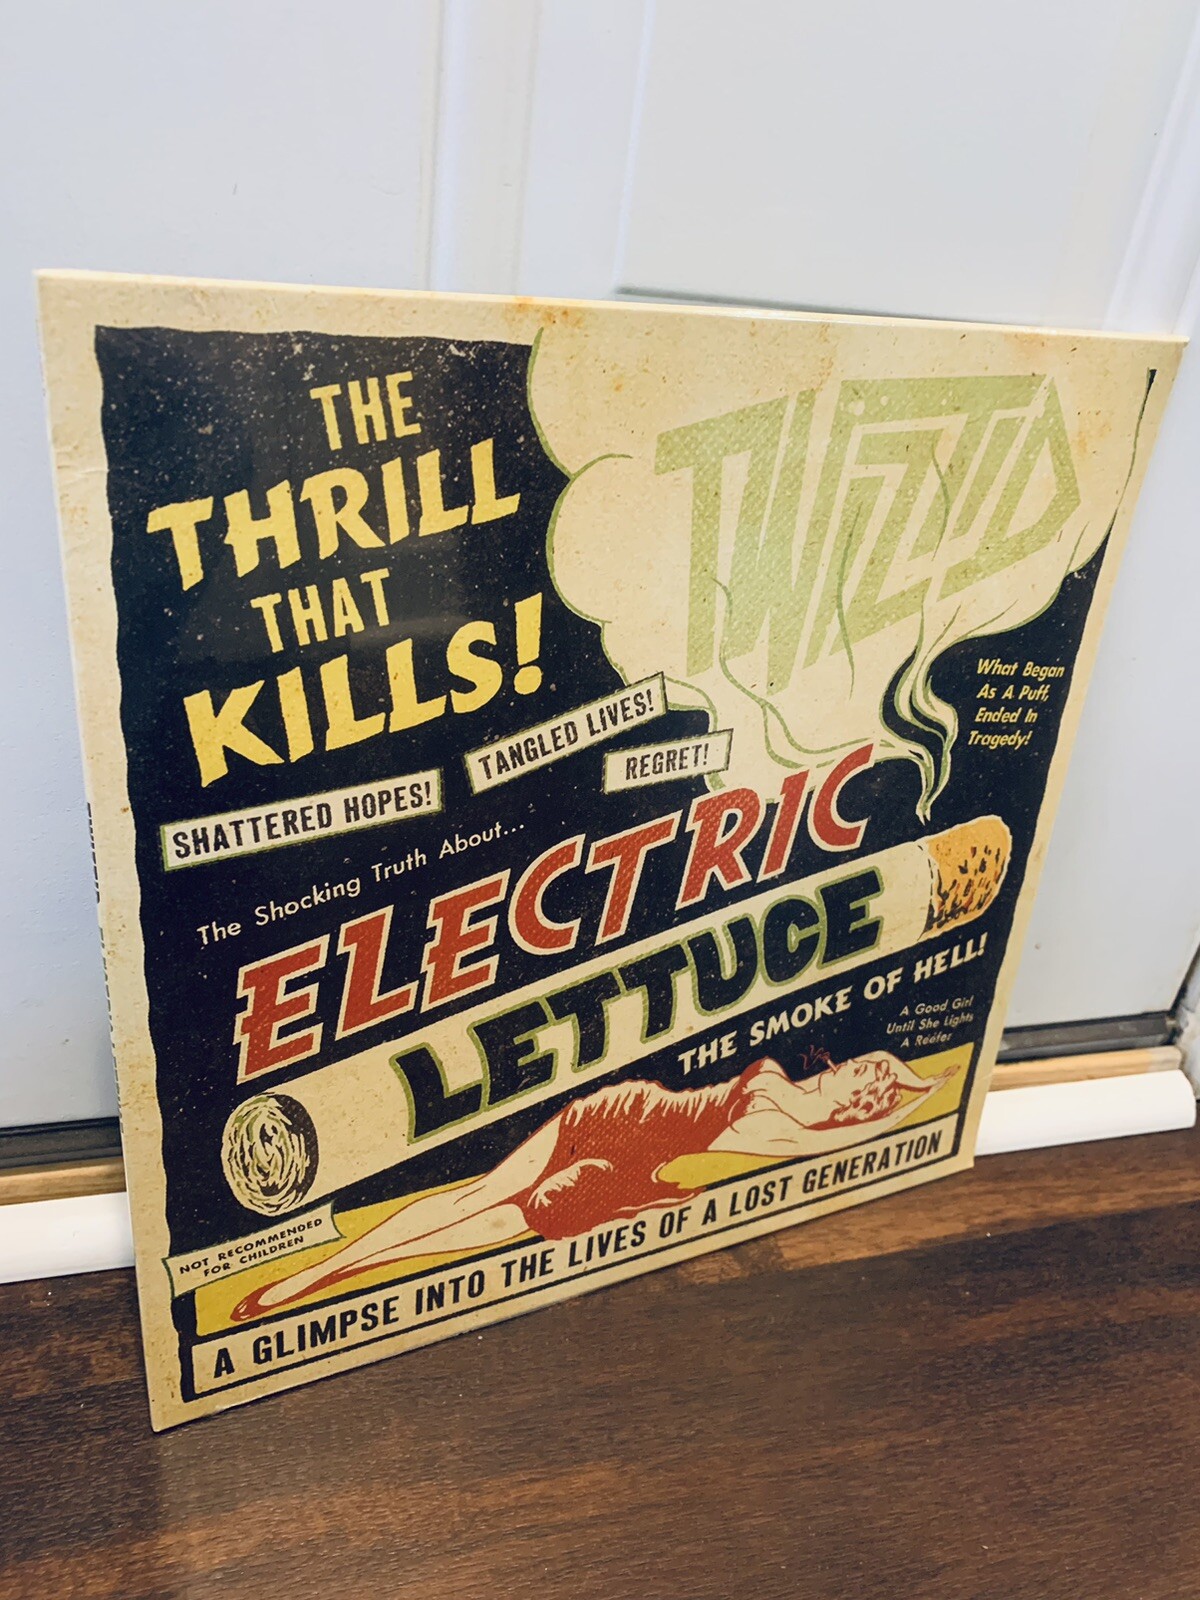 THE
THRILL
THAT
KILLS!
TWIZTID
What Began
As A Puff,
Ended In
Tragedy!
SHATTERED HOPES!
TANGLED LIVES!
REGRET!
The Shocking Truth About...
ELECTRIC
LETTUCE
THE SMOKE OF HELL!
A Good Girl
Until She Lights
A Reefer
NOT RECOMMENDED
FOR CHILDREN
A GLIMPSE INTO THE LIVES OF A LOST GENERATION